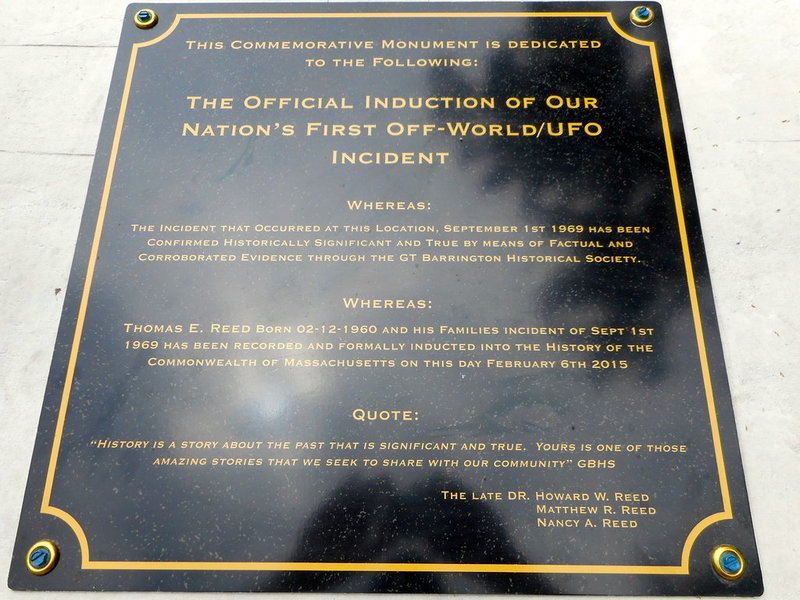 This Commemorative Monument is dedicated
to the Following:
The Official Induction of Our
Nation's First Off-World/UFO
Incident
Whereas:
The Incident that Occurred at this Location, September 1st 1969 has been
Confirmed Historically Significant and True by means of Factual and
Corroborated Evidence through the GT Barrington Historical Society.
Whereas:
Thomas E. Reed Born 02-12-1960 and his Families incident of Sept 1st
1969 has been recorded and formally inducted into the History of the
Commonwealth of Massachusetts on this day February 6th 2015
Quote:
"History is a story about the past that is significant and true. Yours is one of those
amazing stories that we seek to share with our community" GBHS
The late Dr. Howard W. Reed
Matthew R. Reed
Nancy A. Reed